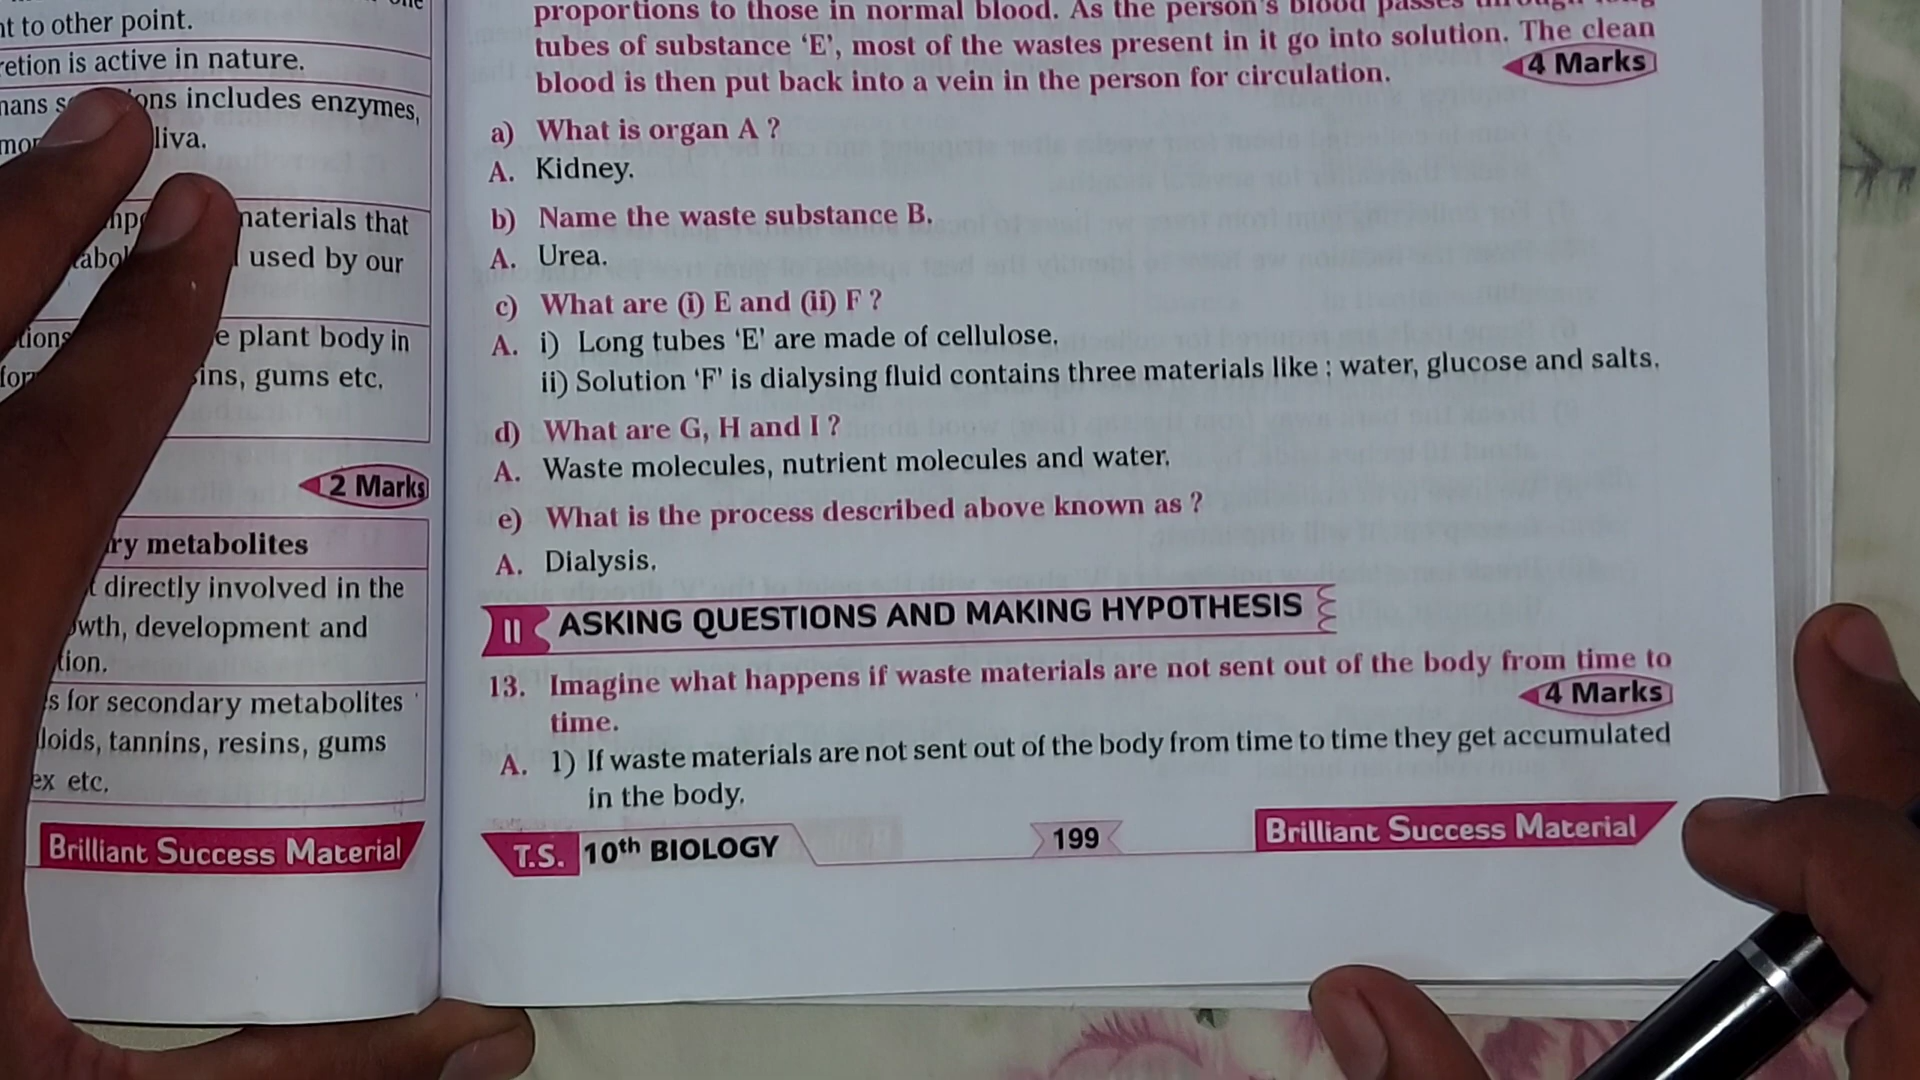 nt to other point.
retion is active in nature.
ons includes enzymes,
liva.
materials that
used by our
plant body in
gums etc.
2 Marks
metabolites
directly involved in the
development and
for secondary metabolites
tannins, resins, gums
etc.
Brilliant Success Material
proportions to those in normal blood. As the person's blood passes through long
tubes of substance 'E', most of the wastes present in it go into solution. The clean
blood is then put back into a vein in the person for circulation.
4 Marks
a) What is organ A ?
A. Kidney.
b) Name the waste substance B.
A. Urea.
c) What are (i) E and (ii) F ?
A. i) Long tubes 'E' are made of cellulose.
ii) Solution 'F' is dialysing fluid contains three materials like ; water, glucose and salts.
d) What are G, H and I ?
A. Waste molecules, nutrient molecules and water.
e) What is the process described above known as ?
A. Dialysis.
II ASKING QUESTIONS AND MAKING HYPOTHESIS
13. Imagine what happens if waste materials are not sent out of the body from time to
time.
4 Marks
A. 1) If waste materials are not sent out of the body from time to time they get accumulated
in the body.
T.S. 10th BIOLOGY
199
Brilliant Success Material